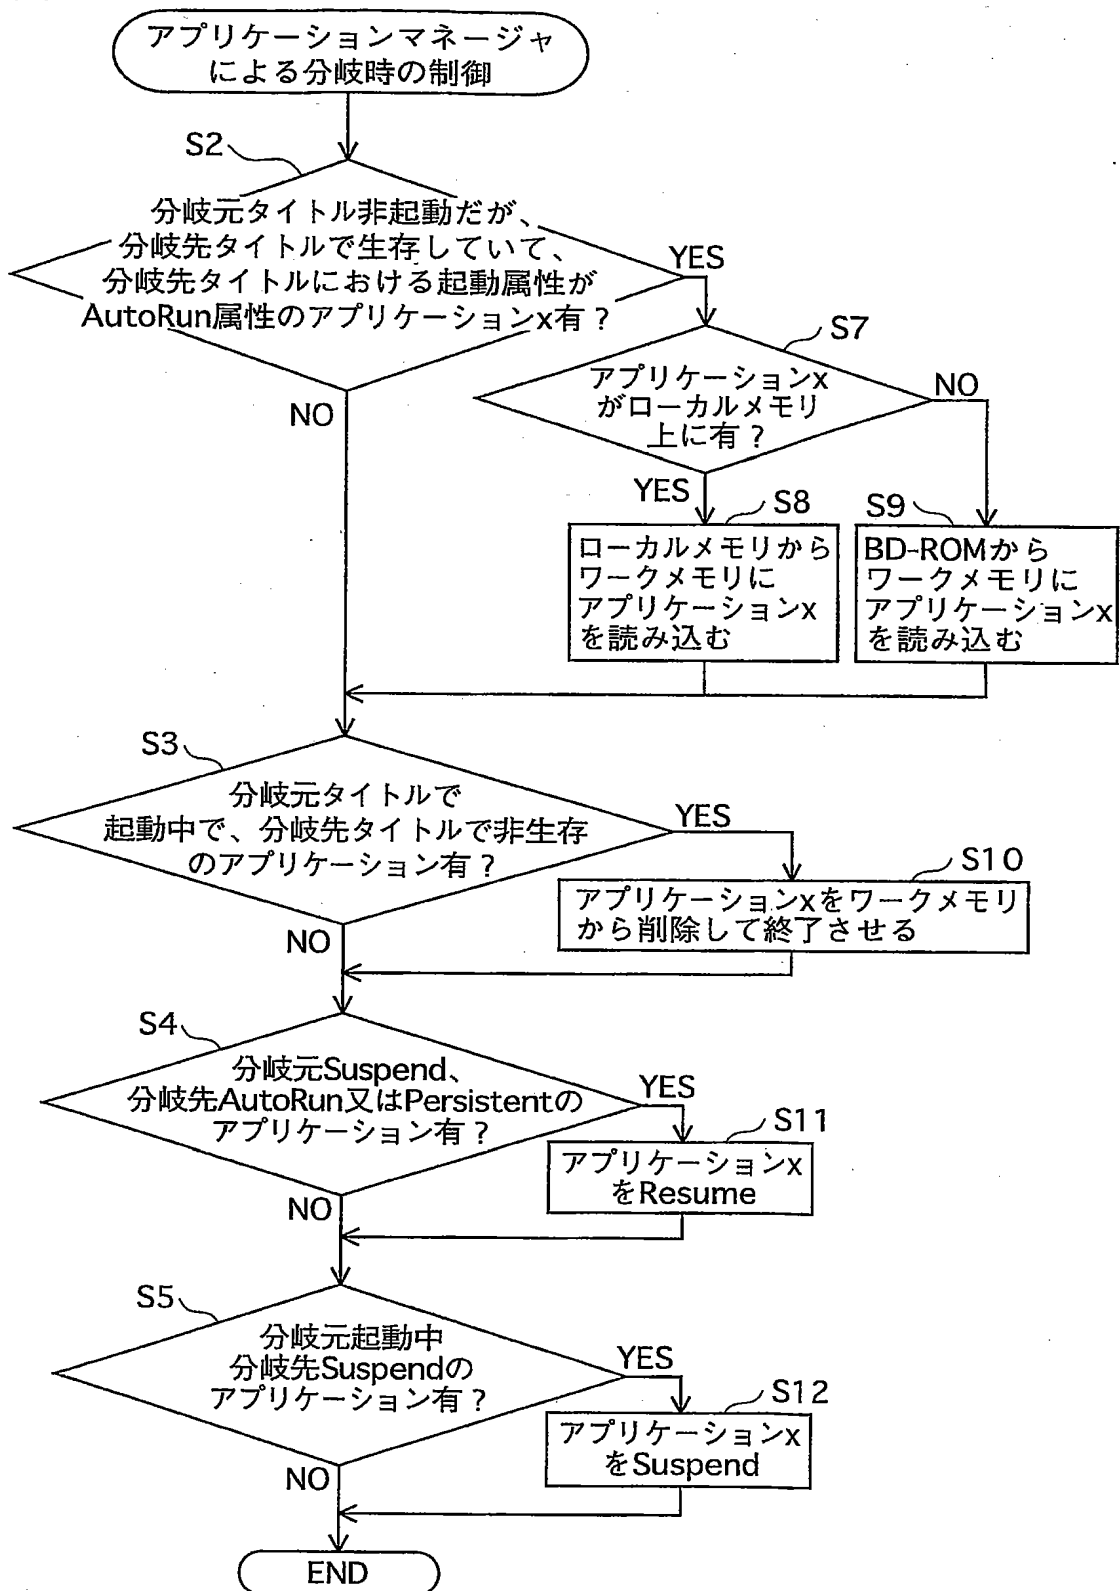 アプリケーションマネージャ
による分岐時の制御
S2
分岐元タイトル非起動だが、
分岐先タイトルで生存していて、
分岐先タイトルにおける起動属性が
AutoRun属性のアプリケーションx有？
YES
NO
S7
アプリケーションx
がローカルメモリ
上に有？
NO
YES
S8
ローカルメモリから
ワークメモリに
アプリケーションx
を読み込む
S9
BD-ROMから
ワークメモリに
アプリケーションx
を読み込む
S3
分岐元タイトルで
起動中で、分岐先タイトルで非生存
のアプリケーション有？
YES
NO
S10
アプリケーションxをワークメモリ
から削除して終了させる
S4
分岐元Suspend、
分岐先AutoRun又はPersistentの
アプリケーション有？
YES
NO
S11
アプリケーションx
をResume
S5
分岐元起動中
分岐先Suspendの
アプリケーション有？
YES
NO
S12
アプリケーションx
をSuspend
END